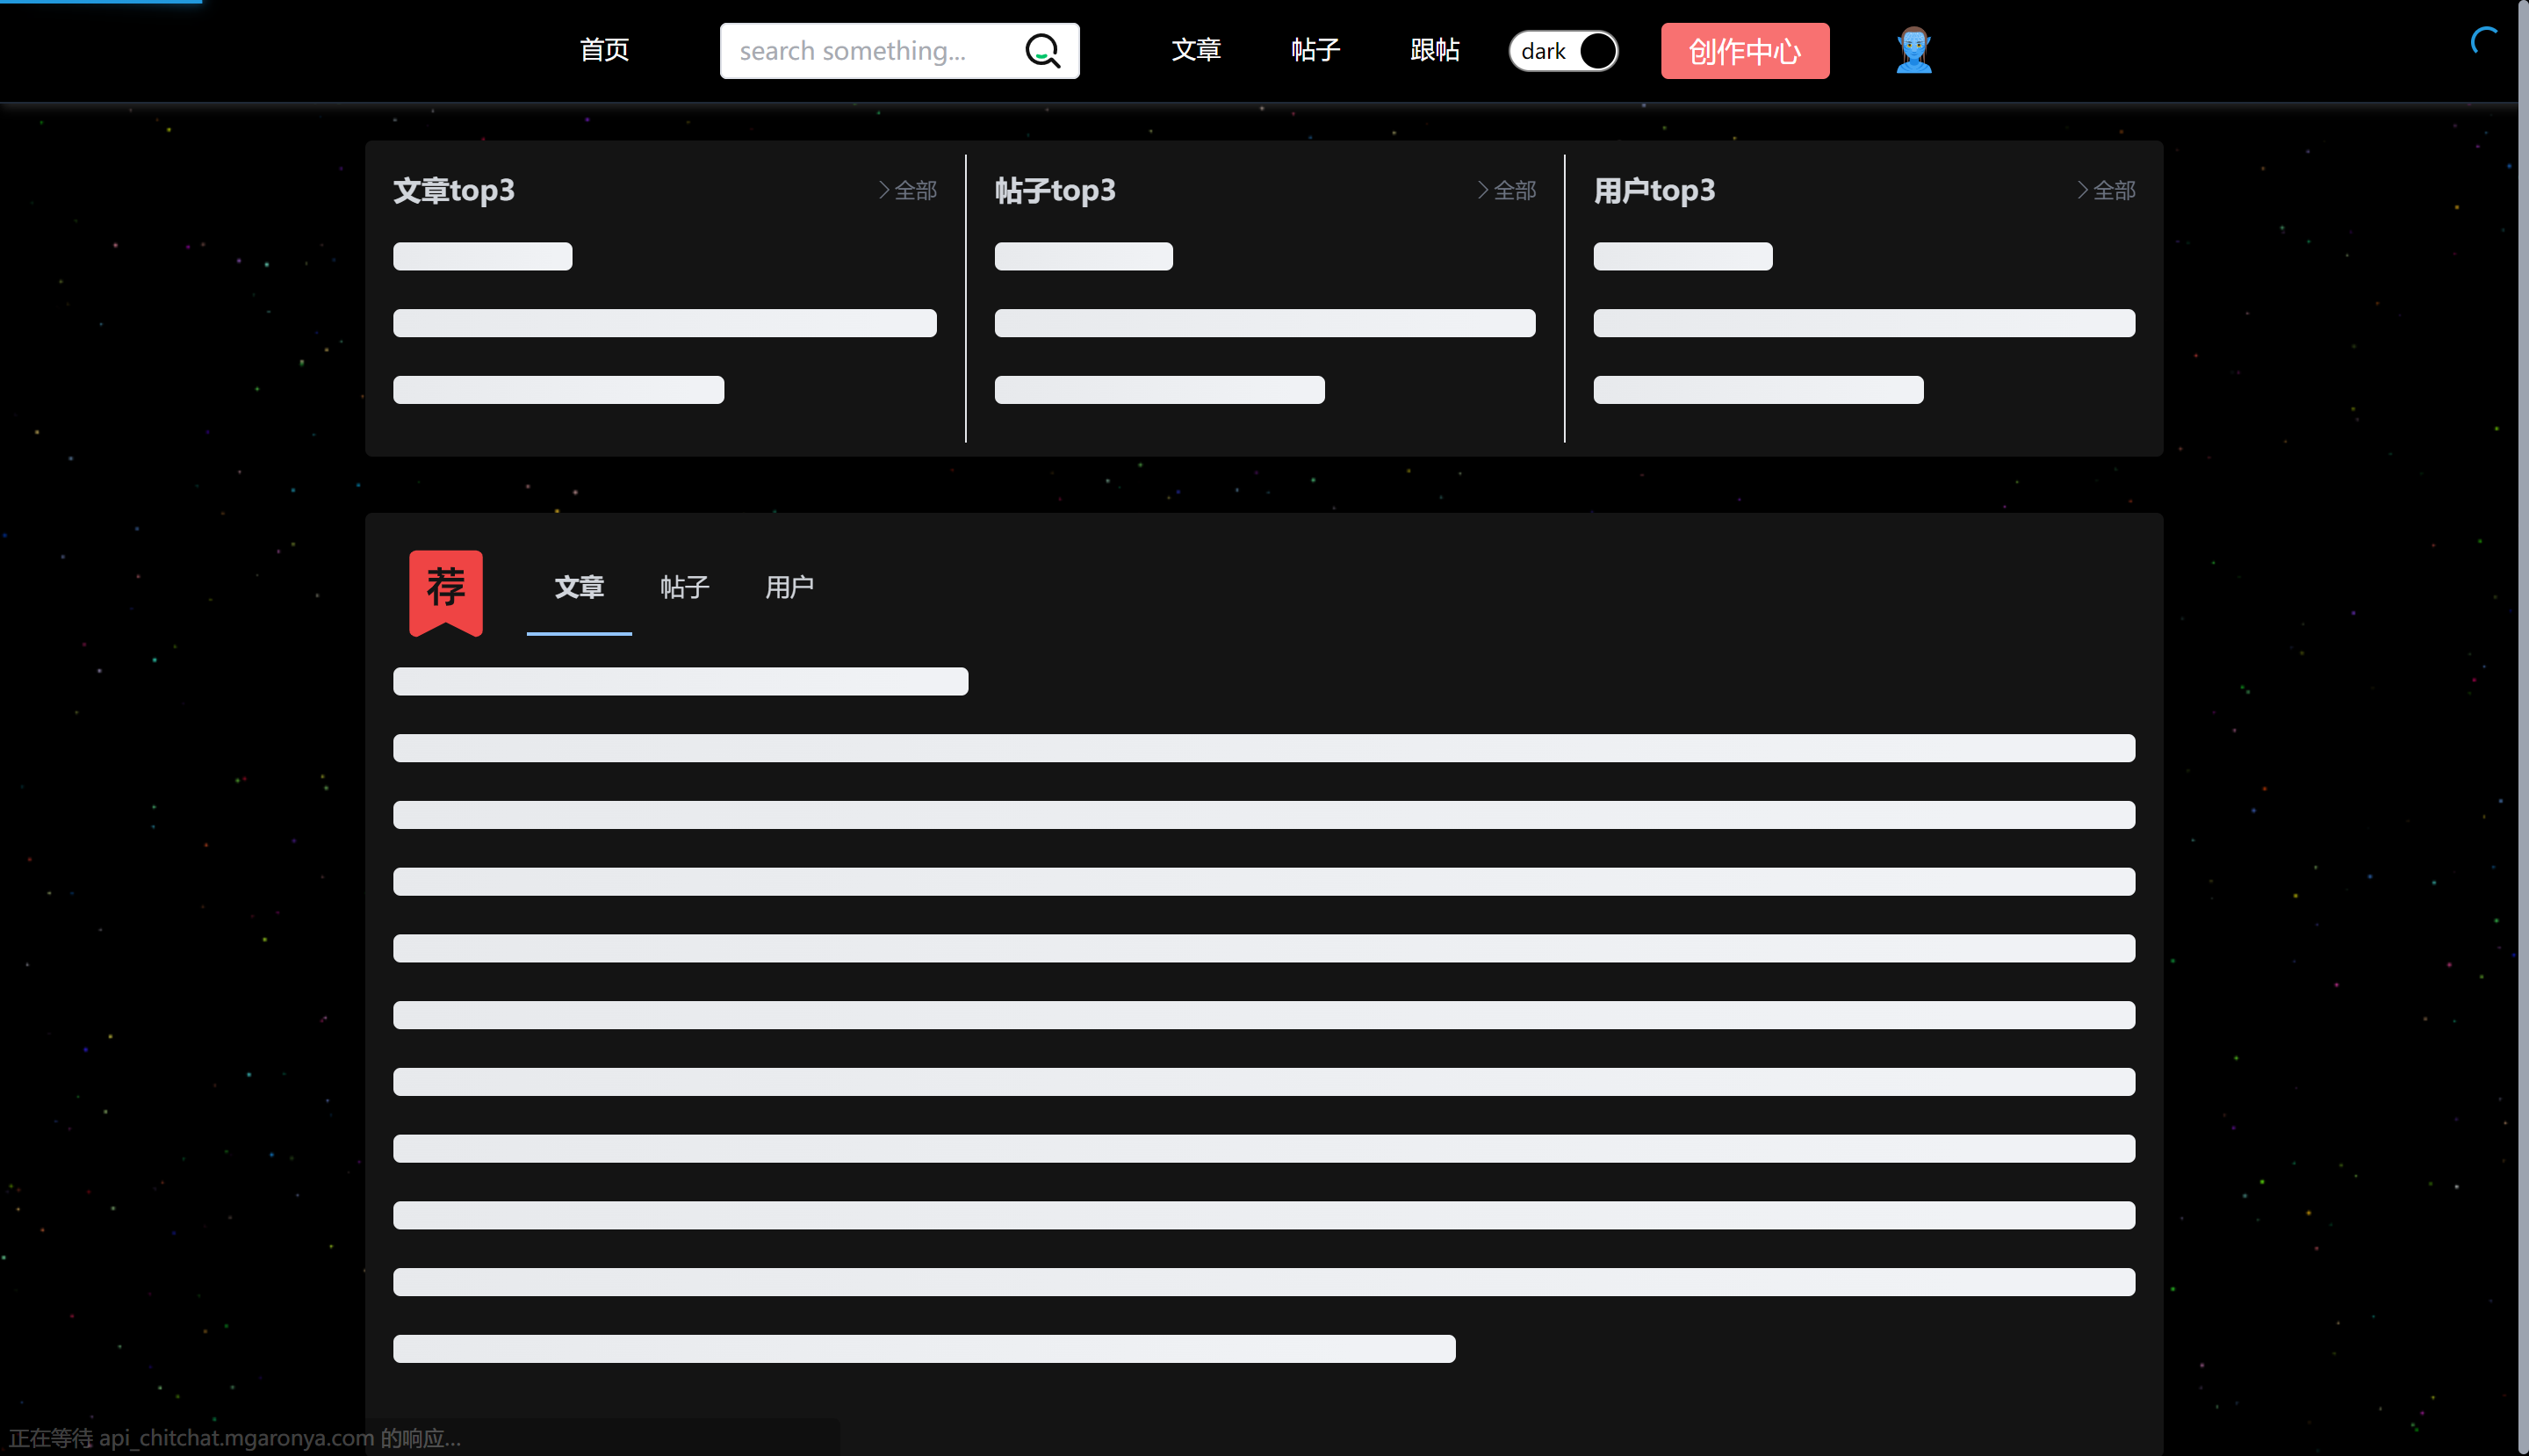 首页 search something... 文章 帖子 跟帖 dark 创作中心
文章top3 全部 帖子top3 全部 用户top3 全部
荐 文章 帖子 用户
正在等待 api_chitchat.mgaronya.com 的响应...